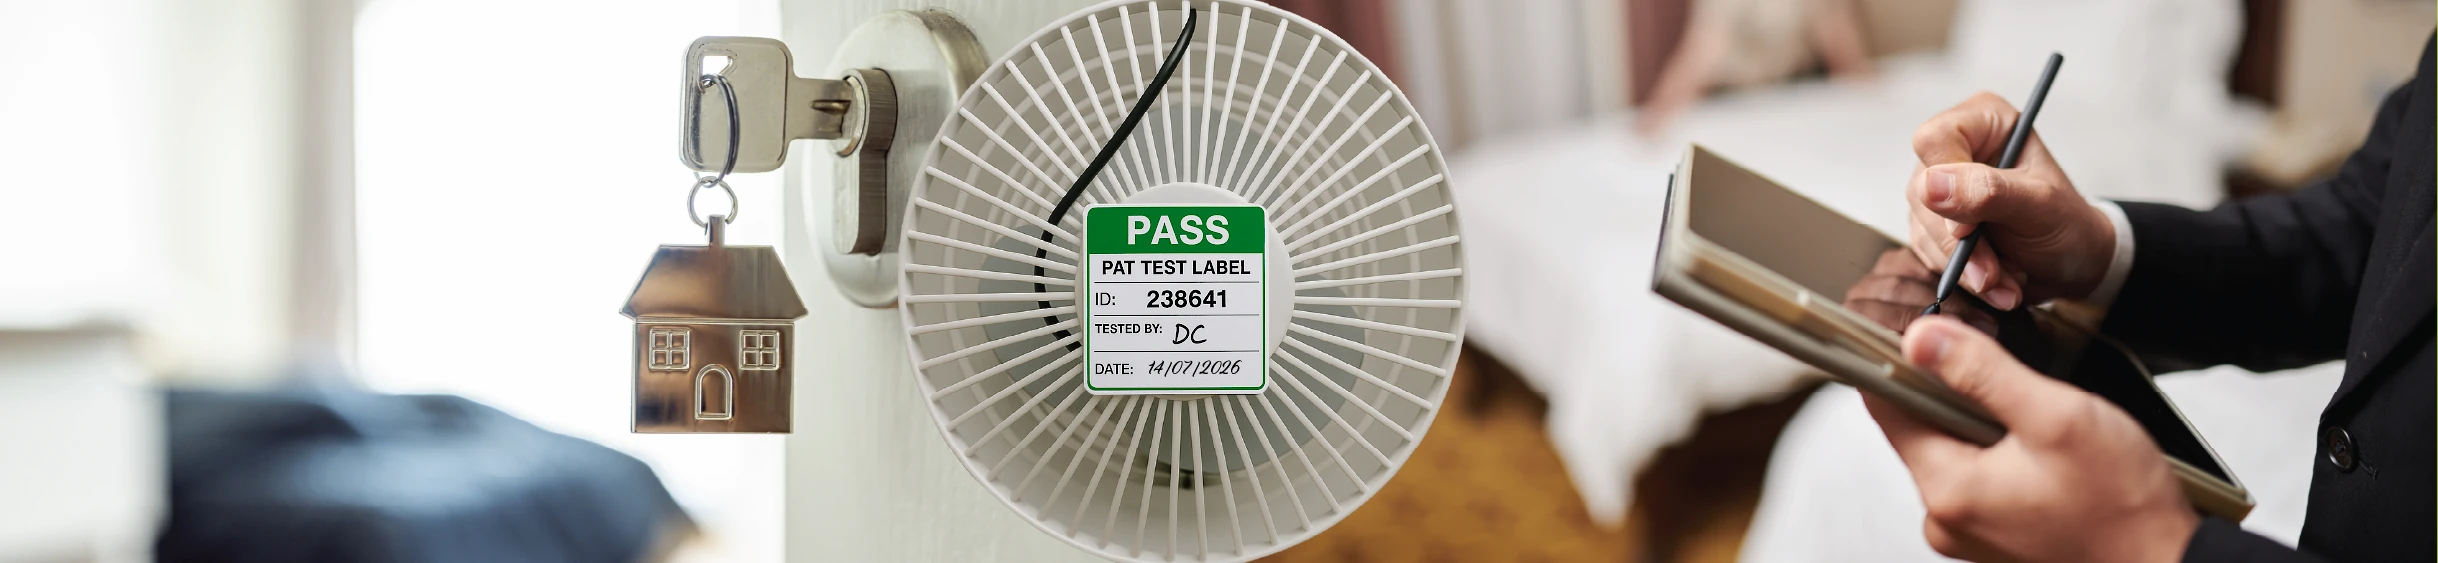 PASS
PAT TEST LABEL
ID: 238641
TESTED BY: DC
DATE: 14/07/2026